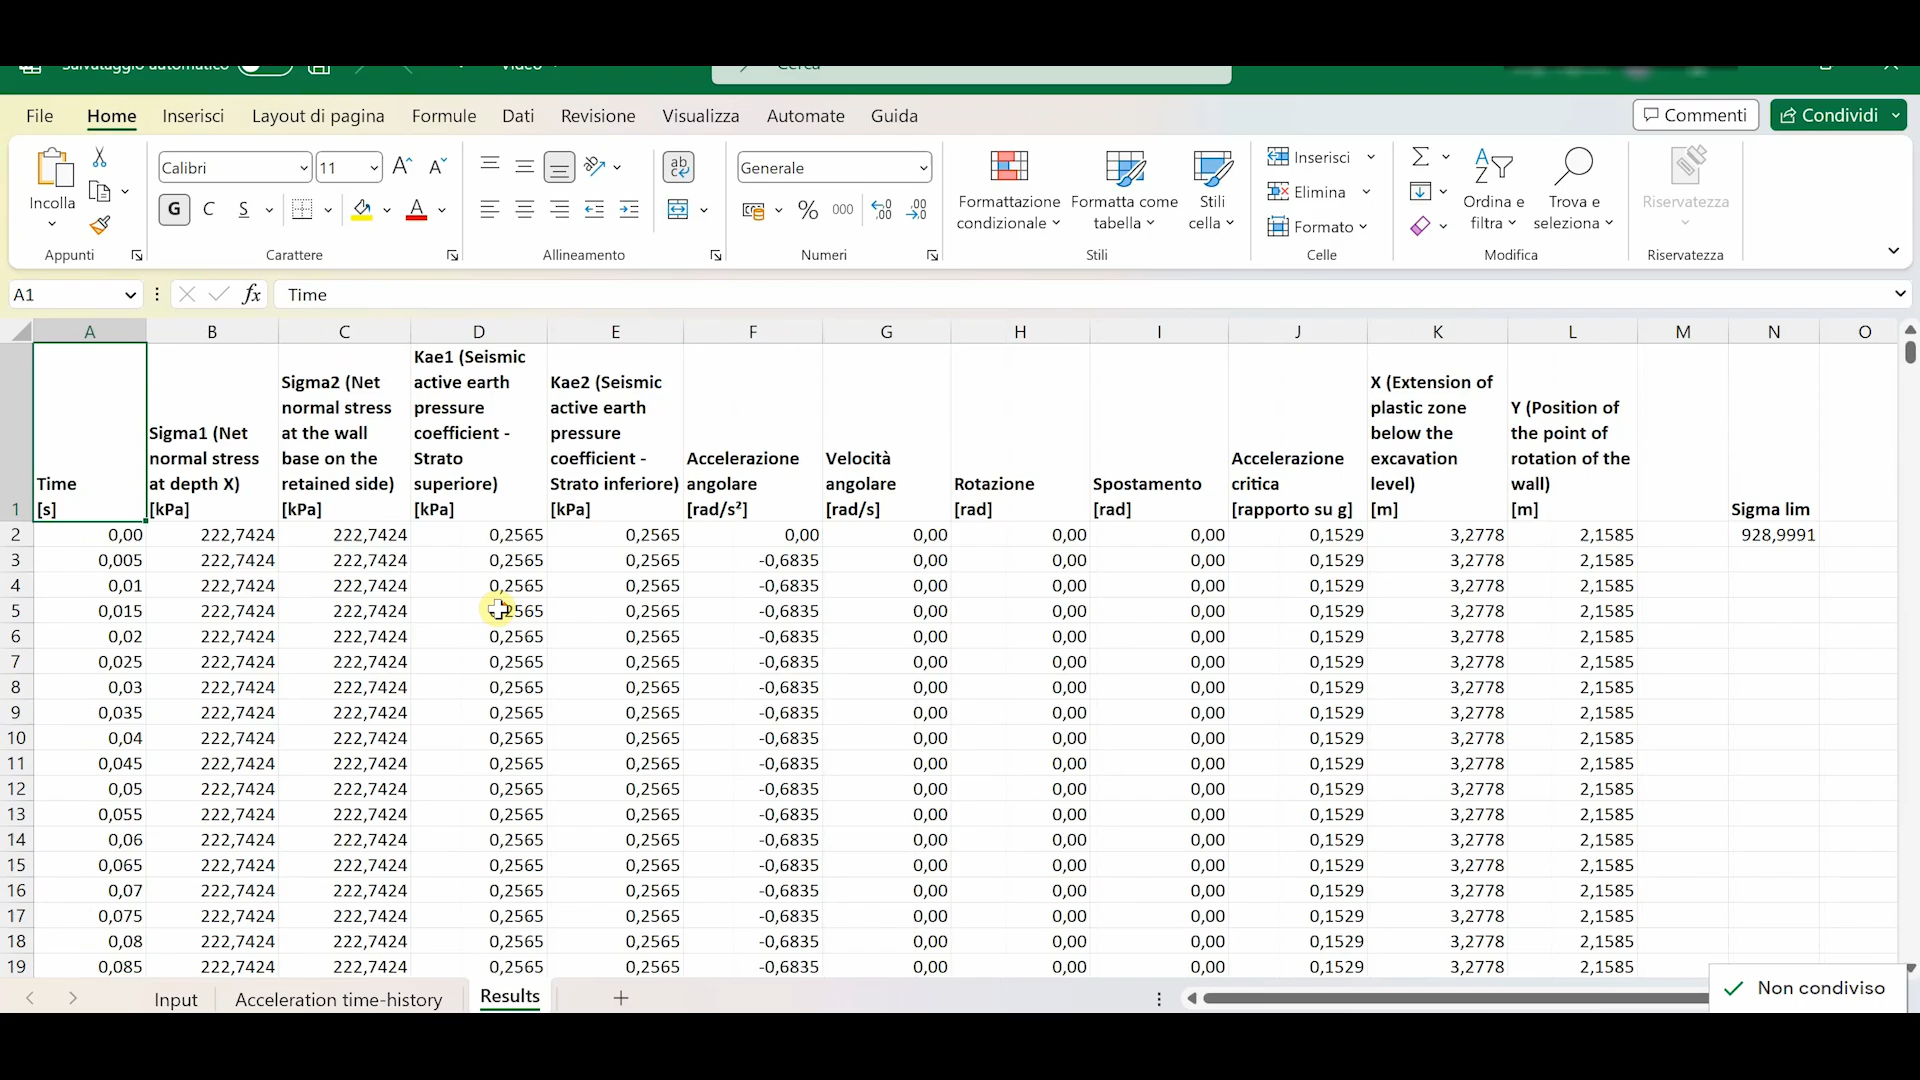 File Home Inserisci Layout di pagina Formule Dati Revisione Visualizza Automate Guida Commenti Condividi
Incolla
Appunti
Calibri 11
G C S
Carattere
ab
Allineamento
Generale
% 000
Numeri
Formattazione condizionale
Formatta come tabella
Stili cella
Stili
Inserisci
Elimina
Formato
Celle
Ordina e filtra
Trova e seleziona
Modifica
Riservatezza
Riservatezza
A1 fx Time
A B C D E F G H I J K L M N O
1
Time
[s]
Sigma1 (Net
normal stress
at depth X)
[kPa]
Sigma2 (Net
normal stress
at the wall
base on the
retained side)
[kPa]
Kae1 (Seismic
active earth
pressure
coefficient -
Strato
superiore)
[kPa]
Kae2 (Seismic
active earth
pressure
coefficient -
Strato inferiore)
[kPa]
Accelerazione
angolare
[rad/s²]
Velocità
angolare
[rad/s]
Rotazione
[rad]
Spostamento
[rad]
Accelerazione
critica
[rapporto su g]
X (Extension of
plastic zone
below the
excavation
level)
[m]
Y (Position of
the point of
rotation of the
wall)
[m]
Sigma lim
2 0,00 222,7424 222,7424 0,2565 0,2565 0,00 0,00 0,00 0,00 0,1529 3,2778 2,1585 928,9991
3 0,005 222,7424 222,7424 0,2565 0,2565 -0,6835 0,00 0,00 0,00 0,1529 3,2778 2,1585
4 0,01 222,7424 222,7424 0,2565 0,2565 -0,6835 0,00 0,00 0,00 0,1529 3,2778 2,1585
5 0,015 222,7424 222,7424 2565 0,2565 -0,6835 0,00 0,00 0,00 0,1529 3,2778 2,1585
6 0,02 222,7424 222,7424 0,2565 0,2565 -0,6835 0,00 0,00 0,00 0,1529 3,2778 2,1585
7 0,025 222,7424 222,7424 0,2565 0,2565 -0,6835 0,00 0,00 0,00 0,1529 3,2778 2,1585
8 0,03 222,7424 222,7424 0,2565 0,2565 -0,6835 0,00 0,00 0,00 0,1529 3,2778 2,1585
9 0,035 222,7424 222,7424 0,2565 0,2565 -0,6835 0,00 0,00 0,00 0,1529 3,2778 2,1585
10 0,04 222,7424 222,7424 0,2565 0,2565 -0,6835 0,00 0,00 0,00 0,1529 3,2778 2,1585
11 0,045 222,7424 222,7424 0,2565 0,2565 -0,6835 0,00 0,00 0,00 0,1529 3,2778 2,1585
12 0,05 222,7424 222,7424 0,2565 0,2565 -0,6835 0,00 0,00 0,00 0,1529 3,2778 2,1585
13 0,055 222,7424 222,7424 0,2565 0,2565 -0,6835 0,00 0,00 0,00 0,1529 3,2778 2,1585
14 0,06 222,7424 222,7424 0,2565 0,2565 -0,6835 0,00 0,00 0,00 0,1529 3,2778 2,1585
15 0,065 222,7424 222,7424 0,2565 0,2565 -0,6835 0,00 0,00 0,00 0,1529 3,2778 2,1585
16 0,07 222,7424 222,7424 0,2565 0,2565 -0,6835 0,00 0,00 0,00 0,1529 3,2778 2,1585
17 0,075 222,7424 222,7424 0,2565 0,2565 -0,6835 0,00 0,00 0,00 0,1529 3,2778 2,1585
18 0,08 222,7424 222,7424 0,2565 0,2565 -0,6835 0,00 0,00 0,00 0,1529 3,2778 2,1585
19 0,085 222,7424 222,7424 0,2565 0,2565 -0,6835 0,00 0,00 0,00 0,1529 3,2778 2,1585
Input Acceleration time-history Results
Non condiviso